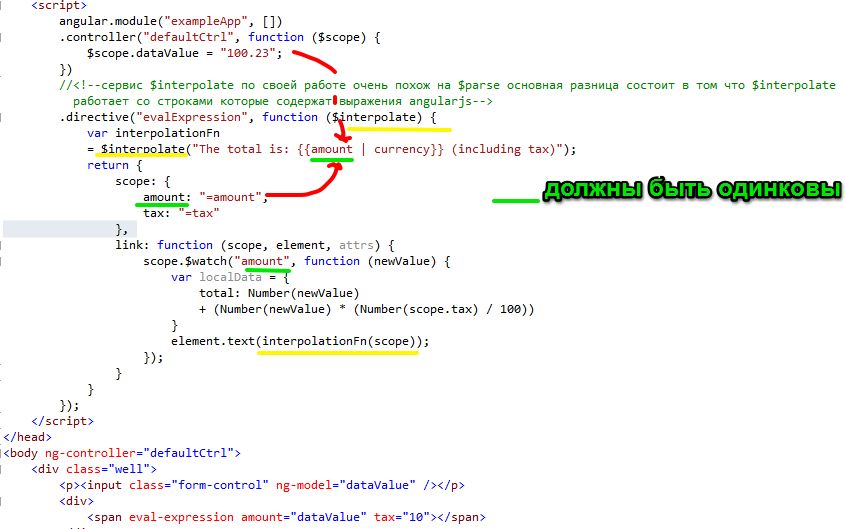 <script>
angular.module("exampleApp", [])
.controller("defaultCtrl", function ($scope) {
$scope.dataValue = "100.23";
})
//<!--сервис $interpolate по своей работе очень похож на $parse основная разница состоит в том что $interpolate
работает со строками которые содержат выражения angularjs-->
.directive("evalExpression", function ($interpolate) {
var interpolationFn
= $interpolate("The total is: {{amount | currency}} (including tax)");
return {
scope: {
amount: "=amount",
tax: "=tax"
},
должны быть одинковы
link: function (scope, element, attrs) {
scope.$watch("amount", function (newValue) {
var localData = {
total: Number(newValue)
+ (Number(newValue) * (Number(scope.tax) / 100))
}
element.text(interpolationFn(scope));
});
}
}
});
</script>
</head>
<body ng-controller="defaultCtrl">
<div class="well">
<p><input class="form-control" ng-model="dataValue" /></p>
<div>
<span eval-expression amount="dataValue" tax="10"></span>